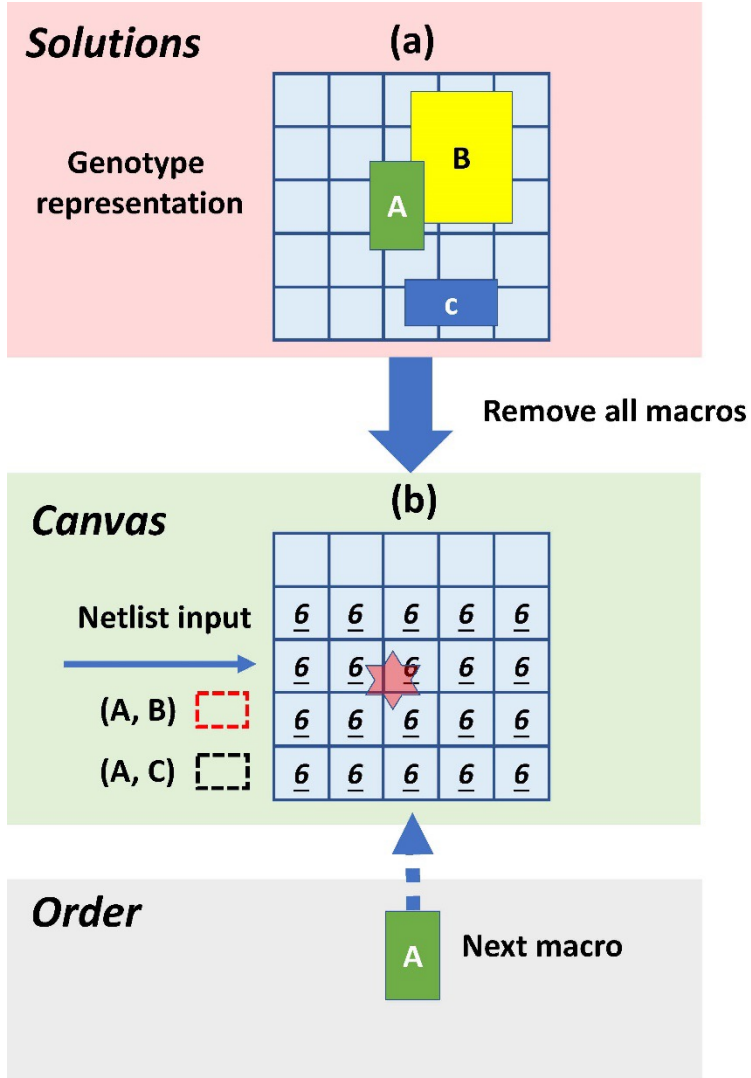 Solutions
(a)
Genotype
representation
B
A
c
Remove all macros
Canvas
(b)
Netlist input
(A, B)
(A, C)
6 6 6 6 6
6 6 6 6 6
6 6 6 6 6
6 6 6 6 6
Order
A
Next macro